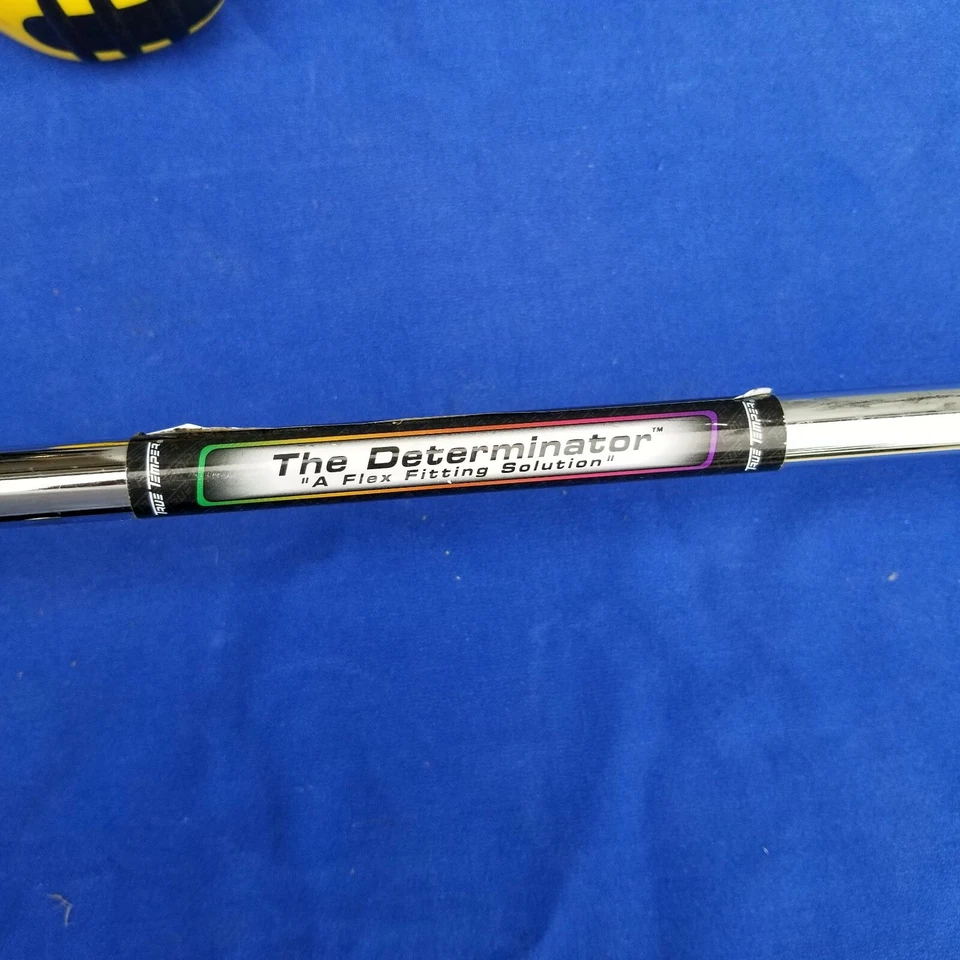 TRUE TEMPER®
The Determinator™
"A Flex Fitting Solution"
TRUE TEMPER®